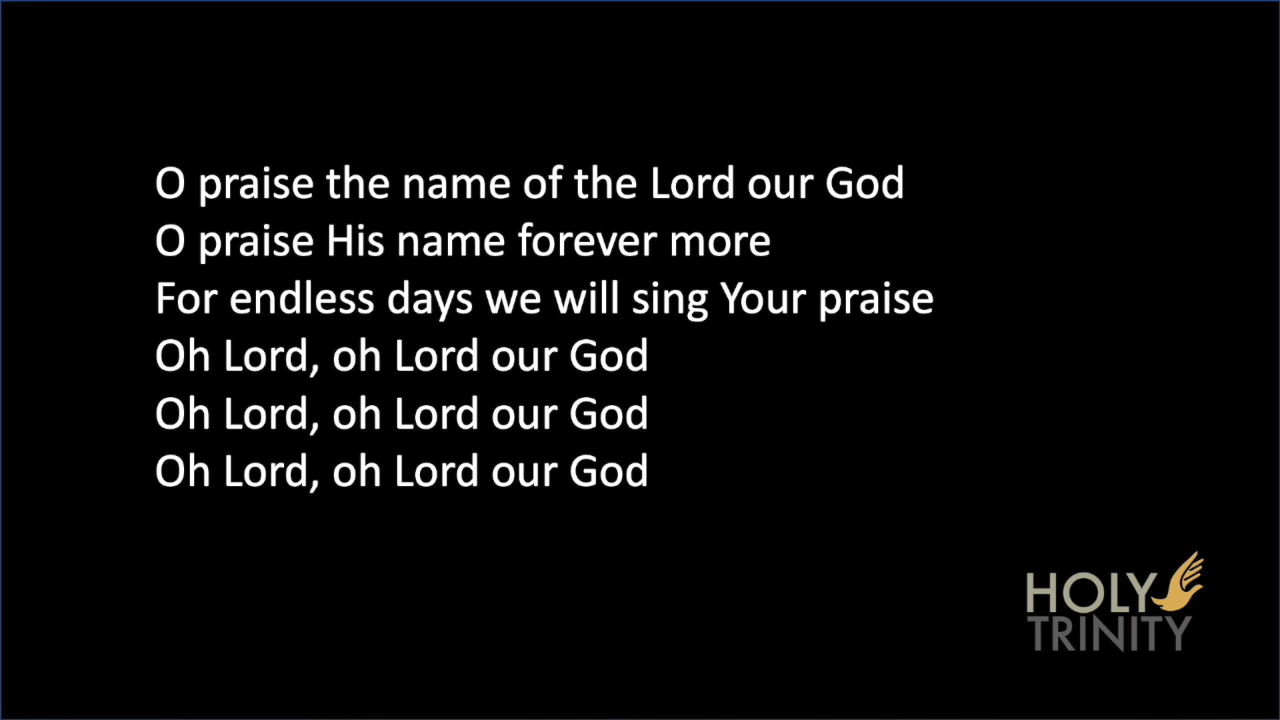 O praise the name of the Lord our God
O praise His name forever more
For endless days we will sing Your praise
Oh Lord, oh Lord our God
Oh Lord, oh Lord our God
Oh Lord, oh Lord our God
HOLY
TRINITY